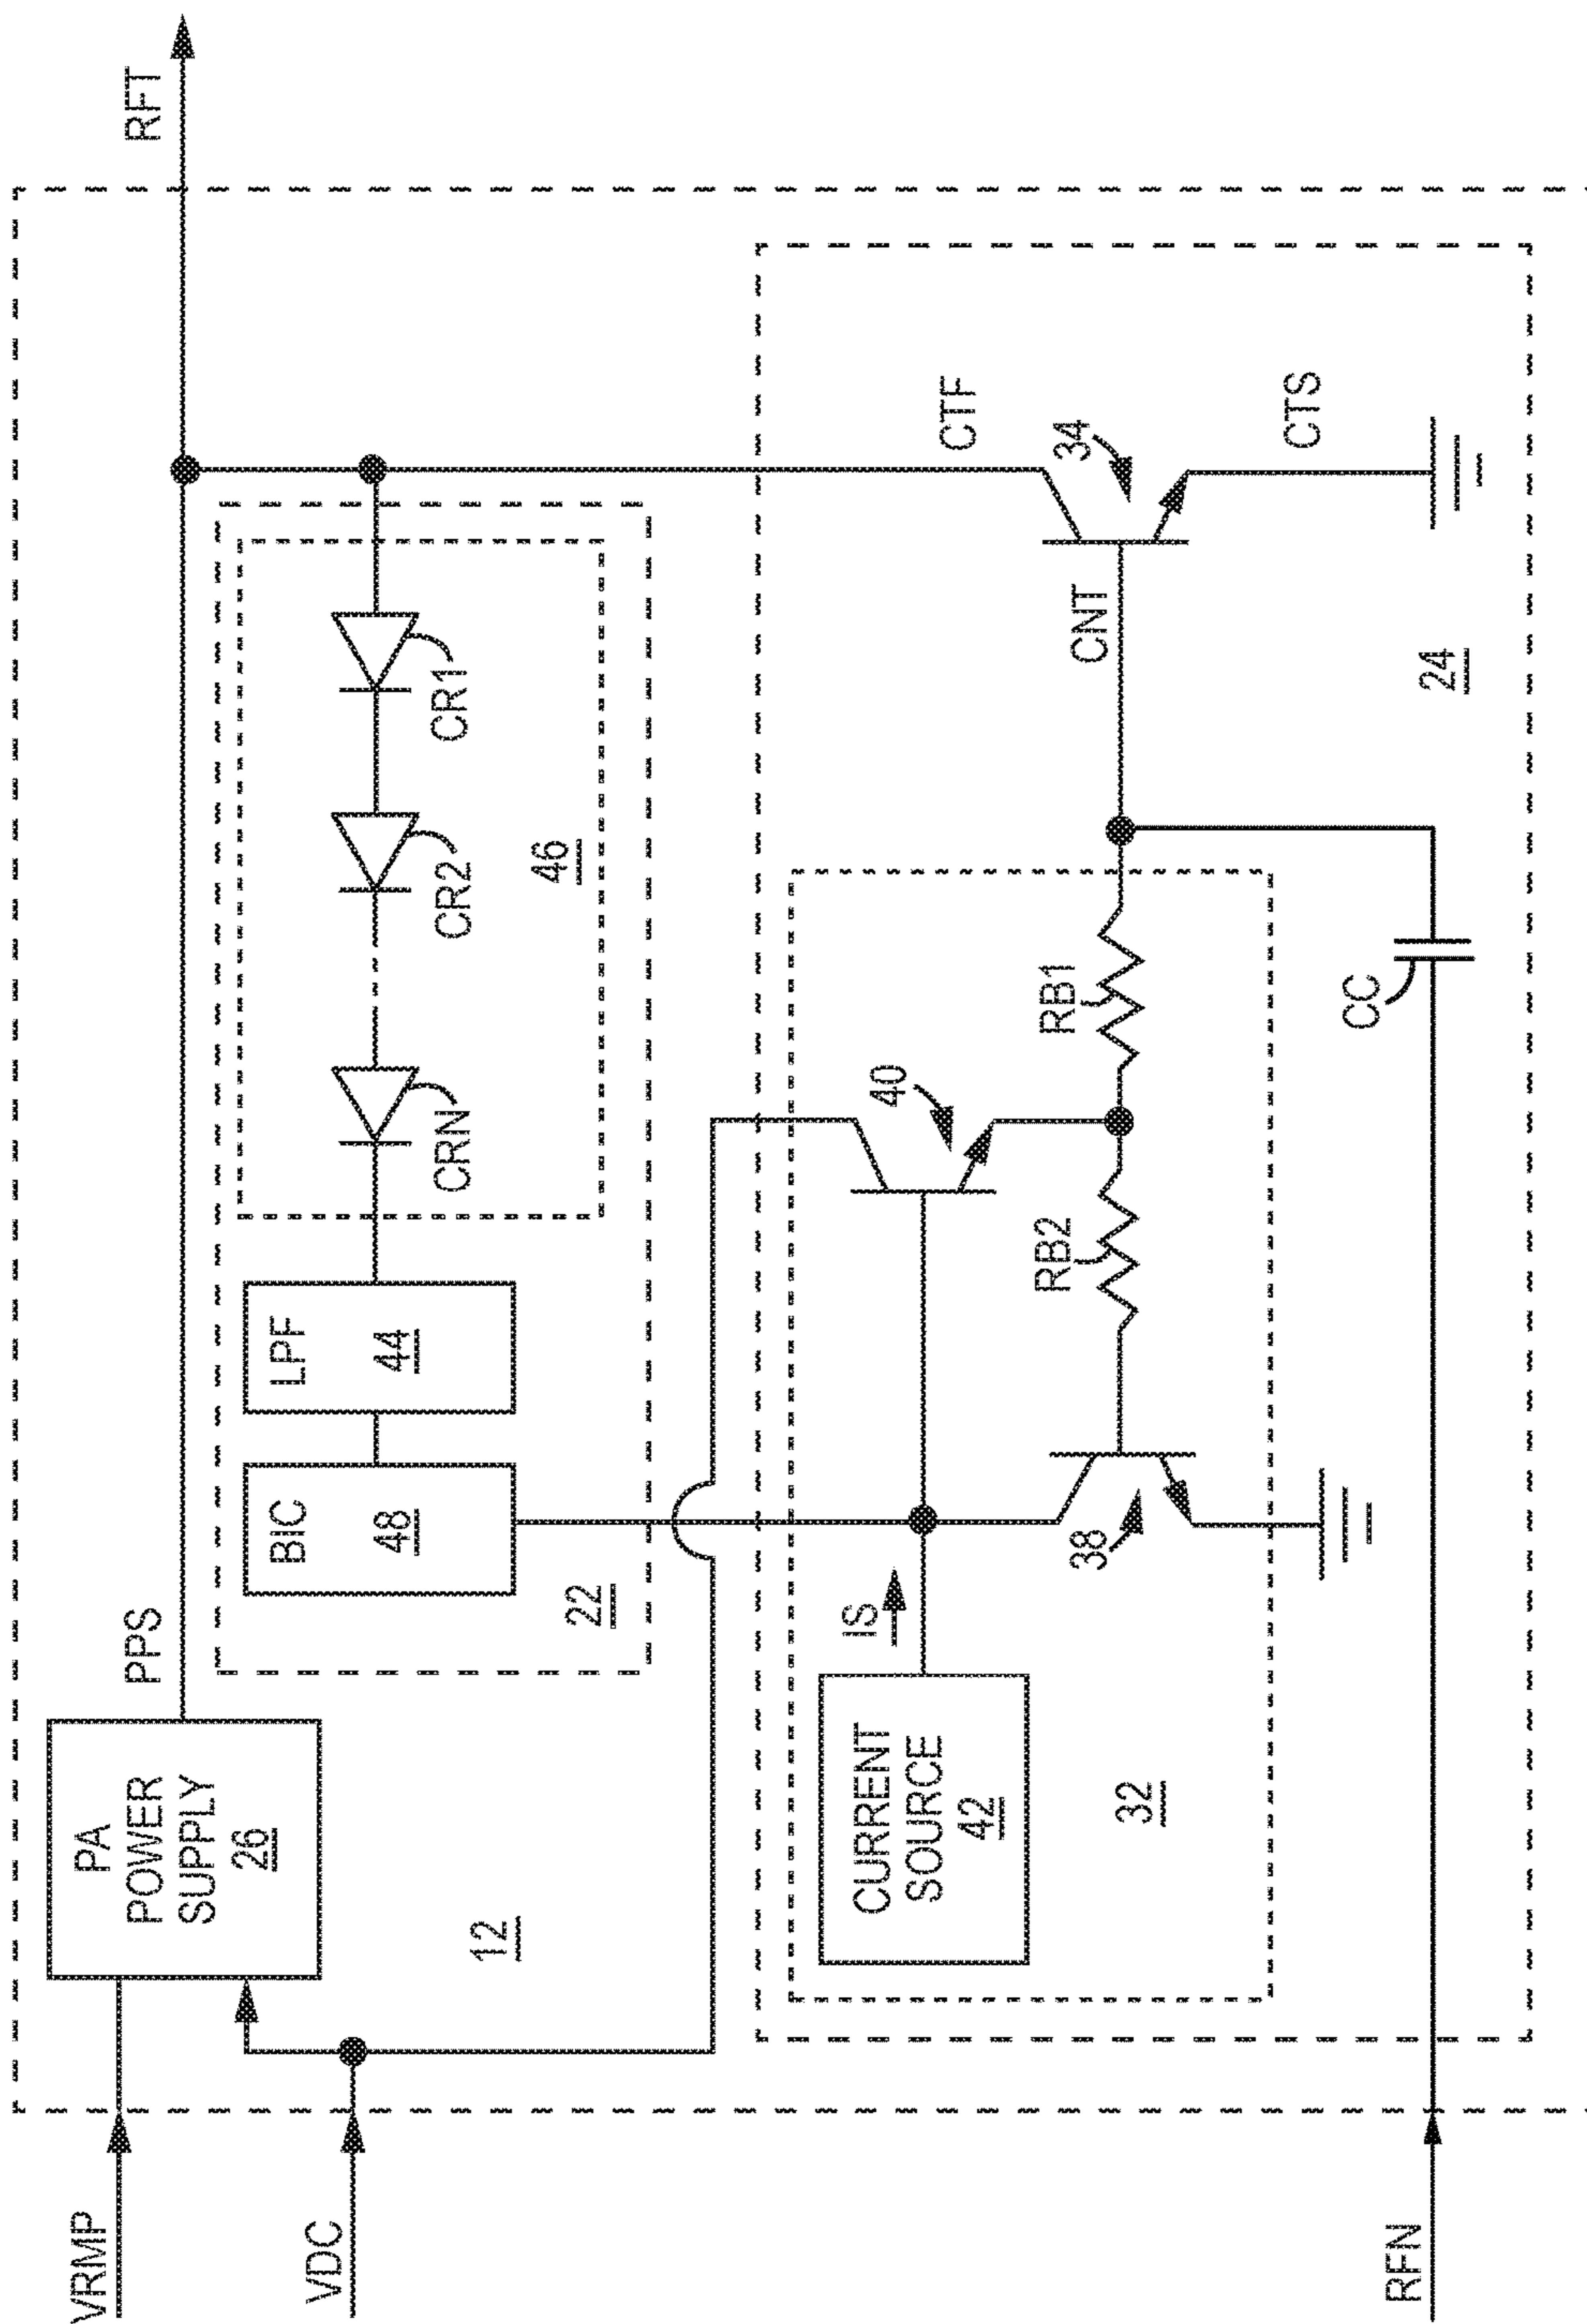 VRMP
PA
POWER
SUPPLY
26
PPS
RFT
VDC
12
BIC
48
LPF
44
CRN
CR2
CR1
46
22
CURRENT
SOURCE
42
IS
32
38
40
RB2
RB1
CNT
CTF
34
CTS
24
CC
RFN